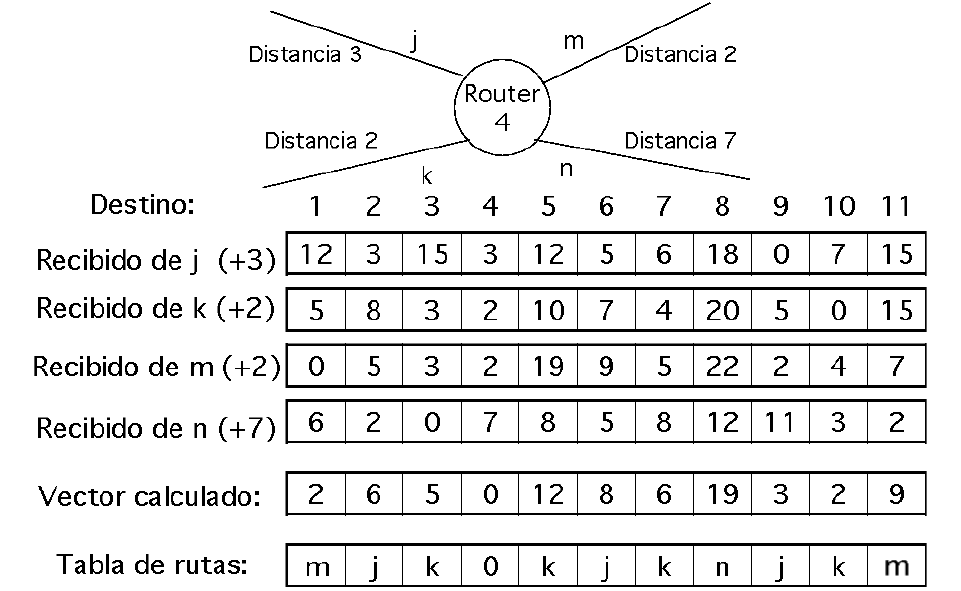 j
m
Distancia 3
Distancia 2
Router
4
Distancia 2
Distancia 7
k
n
Destino: 1 2 3 4 5 6 7 8 9 10 11
Recibido de j (+3) 12 3 15 3 12 5 6 18 0 7 15
Recibido de k (+2) 5 8 3 2 10 7 4 20 5 0 15
Recibido de m (+2) 0 5 3 2 19 9 5 22 2 4 7
Recibido de n (+7) 6 2 0 7 8 5 8 12 11 3 2
Vector calculado: 2 6 5 0 12 8 6 19 3 2 9
Tabla de rutas: m j k 0 k j k n j k m